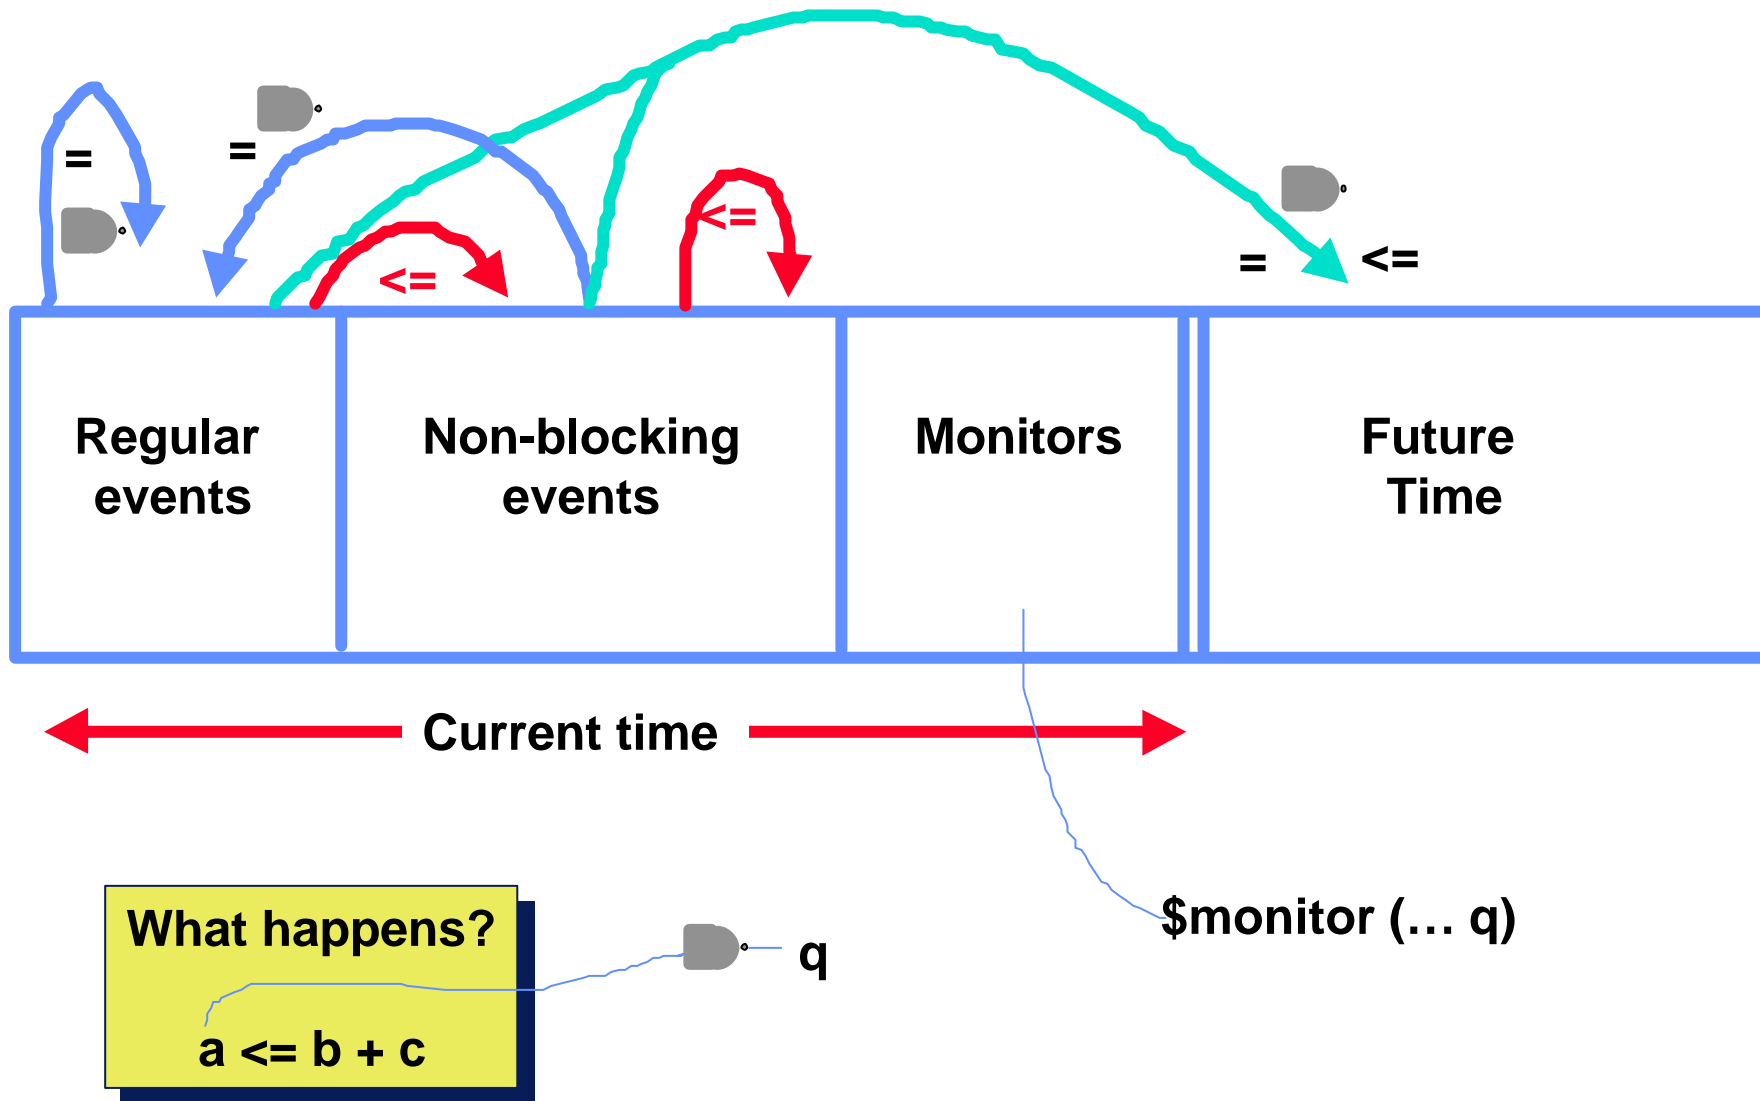 =
=
<=
<=
=
<=
Regular
events
Non-blocking
events
Monitors
Future
Time
Current time
What happens?
a <= b + c
q
$monitor (… q)